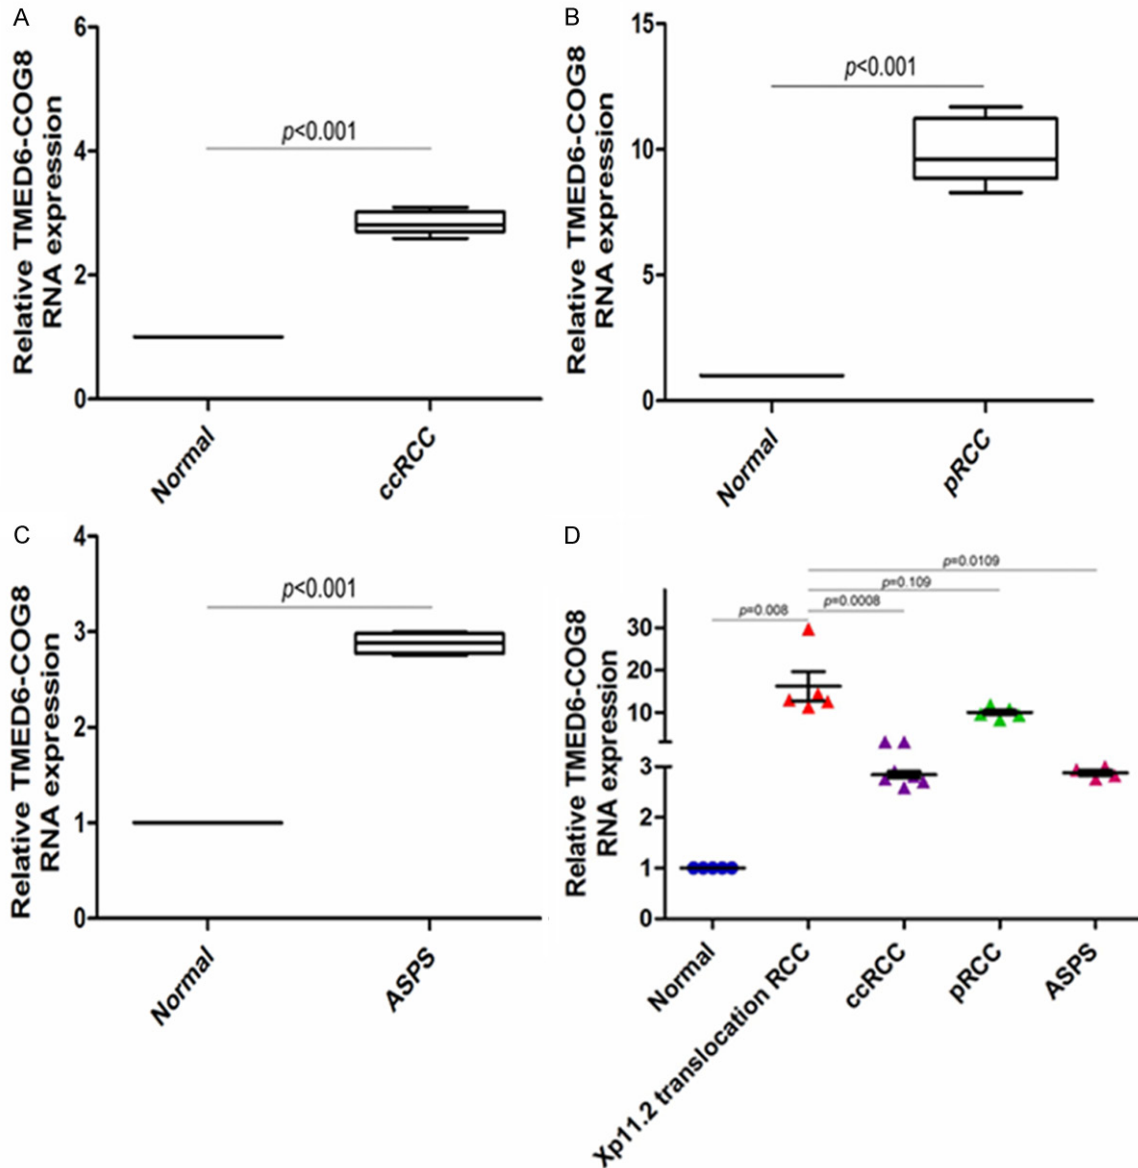 A
Relative TMED6-COG8
RNA expression
6
4
2
0
p<0.001
Normal
ccRCC
B
Relative TMED6-COG8
RNA expression
15
10
5
0
p<0.001
Normal
pRCC
C
Relative TMED6-COG8
RNA expression
4
3
2
1
0
p<0.001
Normal
ASPS
D
Relative TMED6-COG8
RNA expression
30
20
10
3
2
1
0
p=0.0109
p=0.109
p=0.0008
p=0.008
Normal
Xp11.2 translocation RCC
ccRCC
pRCC
ASPS